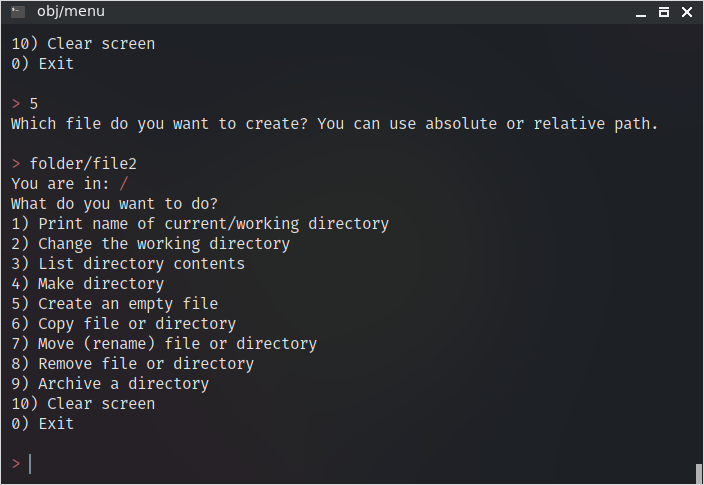 obj/menu
10) Clear screen
0) Exit
> 5
Which file do you want to create? You can use absolute or relative path.
> folder/file2
You are in: /
What do you want to do?
1) Print name of current/working directory
2) Change the working directory
3) List directory contents
4) Make directory
5) Create an empty file
6) Copy file or directory
7) Move (rename) file or directory
8) Remove file or directory
9) Archive a directory
10) Clear screen
0) Exit
>